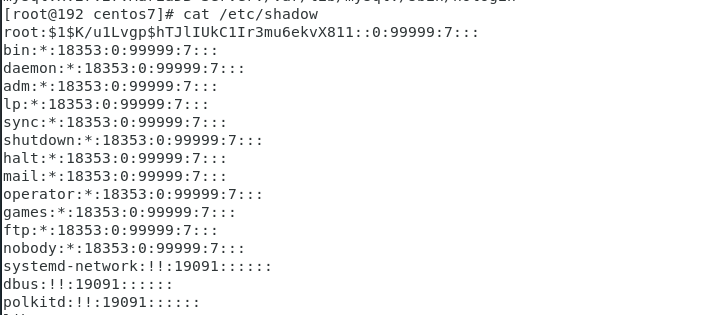 [root@192 centos7]# cat /etc/shadow
root:$1$K/u1Lvgp$hTJlIUkC1Ir3mu6ekvX811::0:99999:7:::
bin:*:18353:0:99999:7:::
daemon:*:18353:0:99999:7:::
adm:*:18353:0:99999:7:::
lp:*:18353:0:99999:7:::
sync:*:18353:0:99999:7:::
shutdown:*:18353:0:99999:7:::
halt:*:18353:0:99999:7:::
mail:*:18353:0:99999:7:::
operator:*:18353:0:99999:7:::
games:*:18353:0:99999:7:::
ftp:*:18353:0:99999:7:::
nobody:*:18353:0:99999:7:::
systemd-network:!!:19091::::::
dbus:!!:19091::::::
polkitd:!!:19091::::::